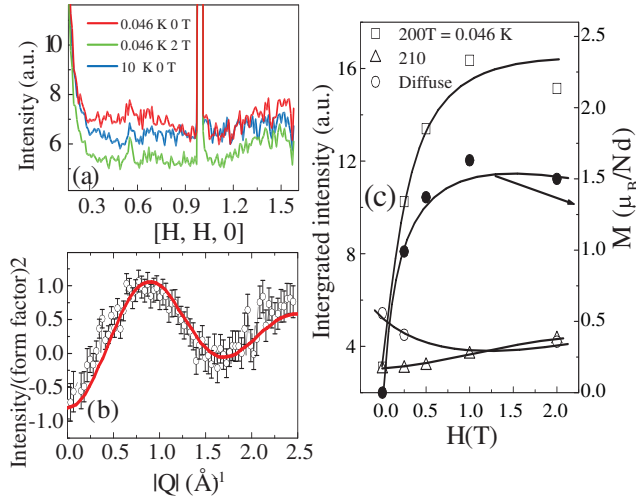 11
10
8
6
Intensity (a.u.)
0.046 K 0 T
0.046 K 2 T
10 K 0 T
(a)
0.3 0.6 0.9 1.2 1.5
[H, H, 0]
Intensity/(form factor)2
1.0
0.5
0.0
-0.5
-1.0
(b)
0.0 0.5 1.0 1.5 2.0 2.5
|Q| (Å)1
Intergrated intensity (a.u.)
16
12
8
4
200T = 0.046 K
210
Diffuse
(c)
0.0 0.5 1.0 1.5 2.0
H(T)
2.5
2.0
1.5
1.0
0.5
0.0
M (μB/Nd)